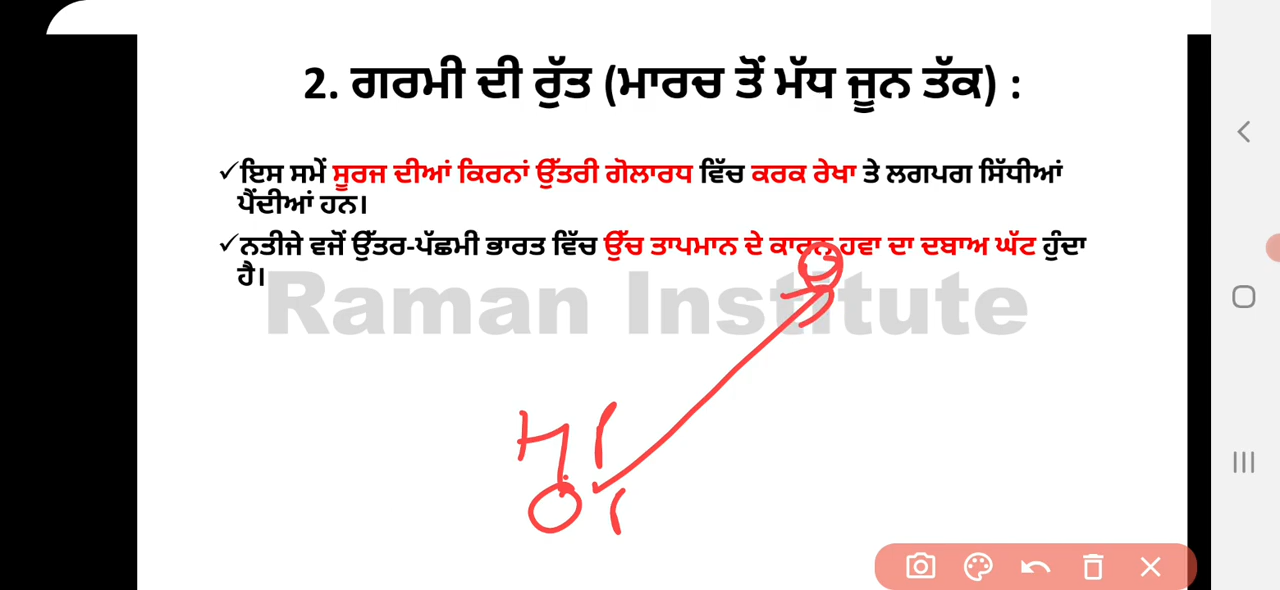 2. ਗਰਮੀ ਦੀ ਰੁੱਤ (ਮਾਰਚ ਤੋਂ ਮੱਧ ਜੂਨ ਤੱਕ) :
✓ਇਸ ਸਮੇਂ ਸੂਰਜ ਦੀਆਂ ਕਿਰਨਾਂ ਉੱਤਰੀ ਗੋਲਾਰਧ ਵਿੱਚ ਕਰਕ ਰੇਖਾ ਤੇ ਲਗਪਗ ਸਿੱਧੀਆਂ
ਪੈਂਦੀਆਂ ਹਨ।
✓ਨਤੀਜੇ ਵਜੋਂ ਉੱਤਰ-ਪੱਛਮੀ ਭਾਰਤ ਵਿੱਚ ਉੱਚ ਤਾਪਮਾਨ ਦੇ ਕਾਰਨ ਹਵਾ ਦਾ ਦਬਾਅ ਘੱਟ ਹੁੰਦਾ
ਹੈ।
Raman Institute